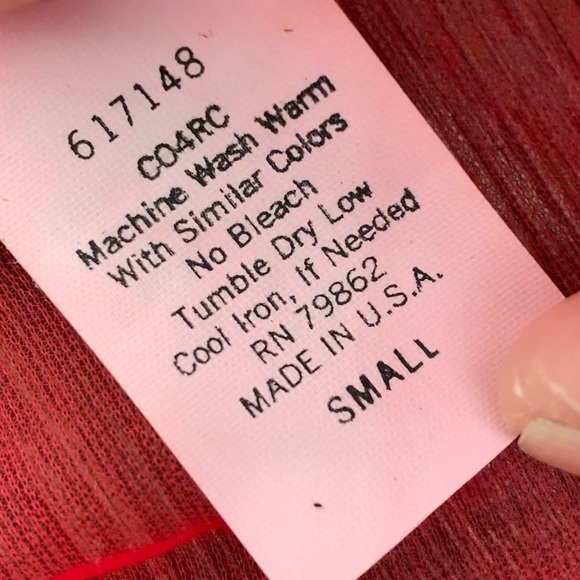 617148
C04RC
Machine Wash Warm
With Similar Colors
No Bleach
Tumble Dry Low
Cool Iron, If Needed
RN 79862
MADE IN U.S.A.
SMALL